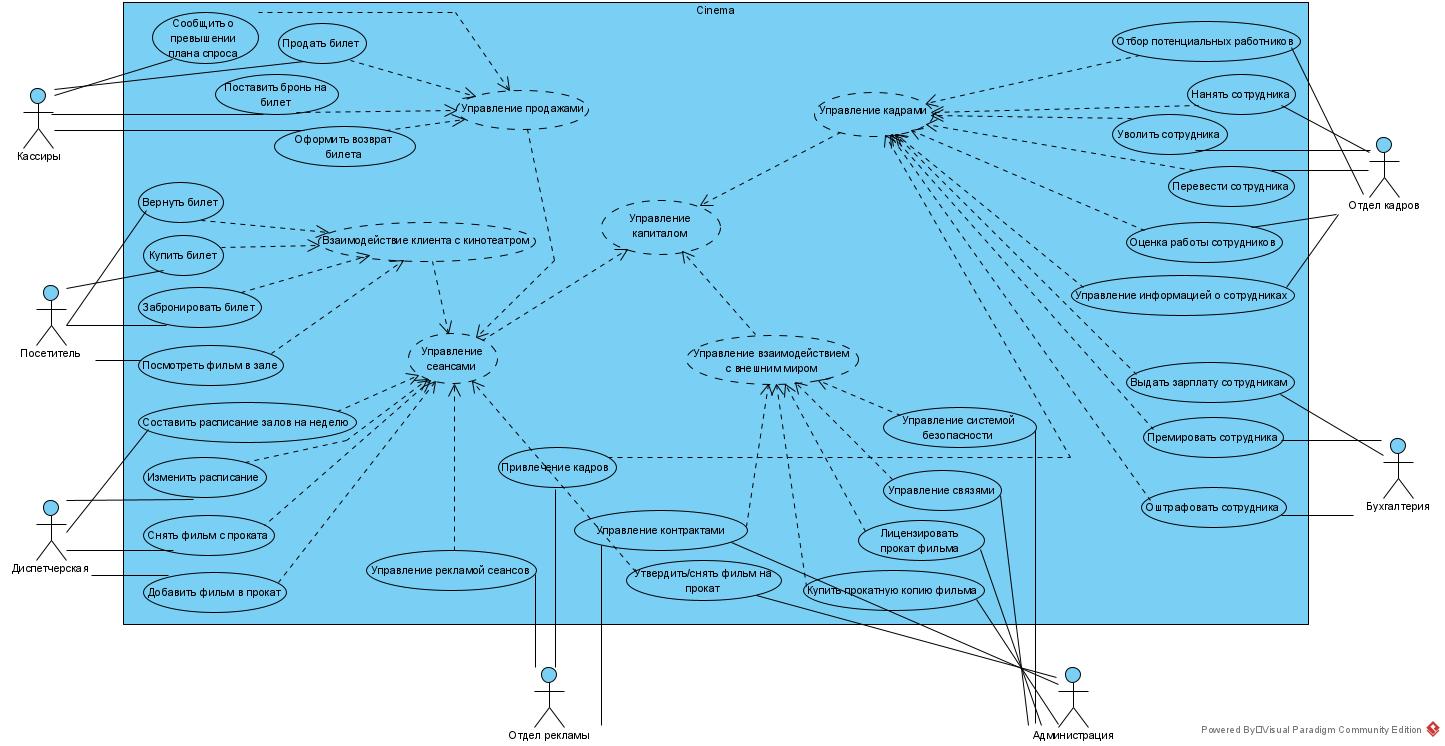 Cinema
Сообщить о
превышении
плана спроса
Продать билет
Поставить бронь на
билет
Оформить возврат
билета
Управление продажами
Кассиры
Вернуть билет
Купить билет
Забронировать билет
Посмотреть фильм в зале
Взаимодействие клиента с кинотеатром
Посетитель
Управление
сеансами
Управление
капиталом
Управление кадрами
Отбор потенциальных работников
Нанять сотрудника
Уволить сотрудника
Перевести сотрудника
Оценка работы сотрудников
Управление информацией о сотрудниках
Отдел кадров
Управление взаимодействием
с внешним миром
Выдать зарплату сотрудникам
Премировать сотрудника
Оштрафовать сотрудника
Бухгалтерия
Составить расписание залов на неделю
Изменить расписание
Снять фильм с проката
Добавить фильм в прокат
Диспетчерская
Привлечение кадров
Управление рекламой сеансов
Управление контрактами
Утвердить/снять фильм на
прокат
Управление системой
безопасности
Управление связями
Лицензировать
прокат фильма
Купить прокатную копию фильма
Отдел рекламы
Администрация
Powered By□Visual Paradigm Community Edition